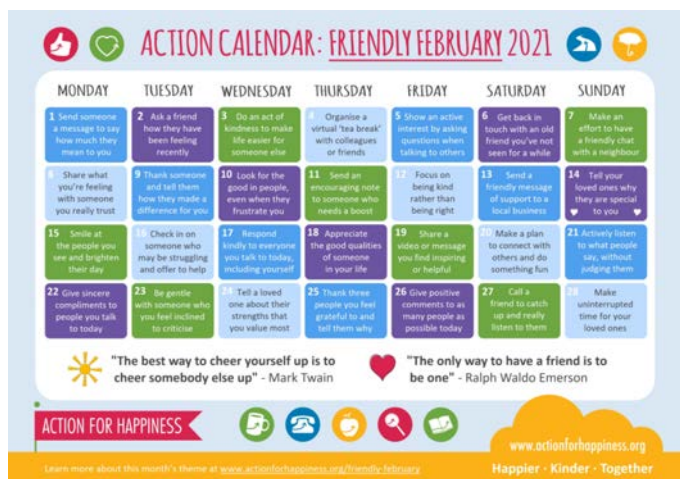 ACTION CALENDAR: FRIENDLY FEBRUARY 2021
MONDAY TUESDAY WEDNESDAY THURSDAY FRIDAY SATURDAY SUNDAY
1 Send someone
a message to say
how much they
mean to you
2 Ask a friend
how they have
been feeling
recently
3 Do an act of
kindness to make
life easier for
someone else
4 Organise a
virtual 'tea break'
with colleagues
or friends
5 Show an active
interest by asking
questions when
talking to others
6 Get back in
touch with an old
friend you've not
seen for a while
7 Make an
effort to have
a friendly chat
with a neighbour
8 Share what
you're feeling
with someone
you really trust
9 Thank someone
and tell them
how they made a
difference for you
10 Look for the
good in people,
even when they
frustrate you
11 Send an
encouraging note
to someone who
needs a boost
12 Focus on
being kind
rather than
being right
13 Send a
friendly message
of support to a
local business
14 Tell your
loved ones why
they are special
to you
15 Smile at
the people you
see and brighten
their day
16 Check in on
someone who
may be struggling
and offer to help
17 Respond
kindly to everyone
you talk to today,
including yourself
18 Appreciate
the good qualities
of someone
in your life
19 Share a
video or message
you find inspiring
or helpful
20 Make a plan
to connect with
others and do
something fun
21 Actively listen
to what people
say, without
judging them
22 Give sincere
compliments to
people you talk
to today
23 Be gentle
with someone who
you feel inclined
to criticise
24 Tell a loved
one about their
strengths that
you value most
25 Thank three
people you feel
grateful to and
tell them why
26 Give positive
comments to as
many people as
possible today
27 Call a
friend to catch
up and really
listen to them
28 Make
uninterrupted
time for your
loved ones
"The best way to cheer yourself up is to
cheer somebody else up" - Mark Twain
"The only way to have a friend is to
be one" - Ralph Waldo Emerson
ACTION FOR HAPPINESS
www.actionforhappiness.org
Learn more about this month's theme at www.actionforhappiness.org/friendly-february
Happier · Kinder · Together